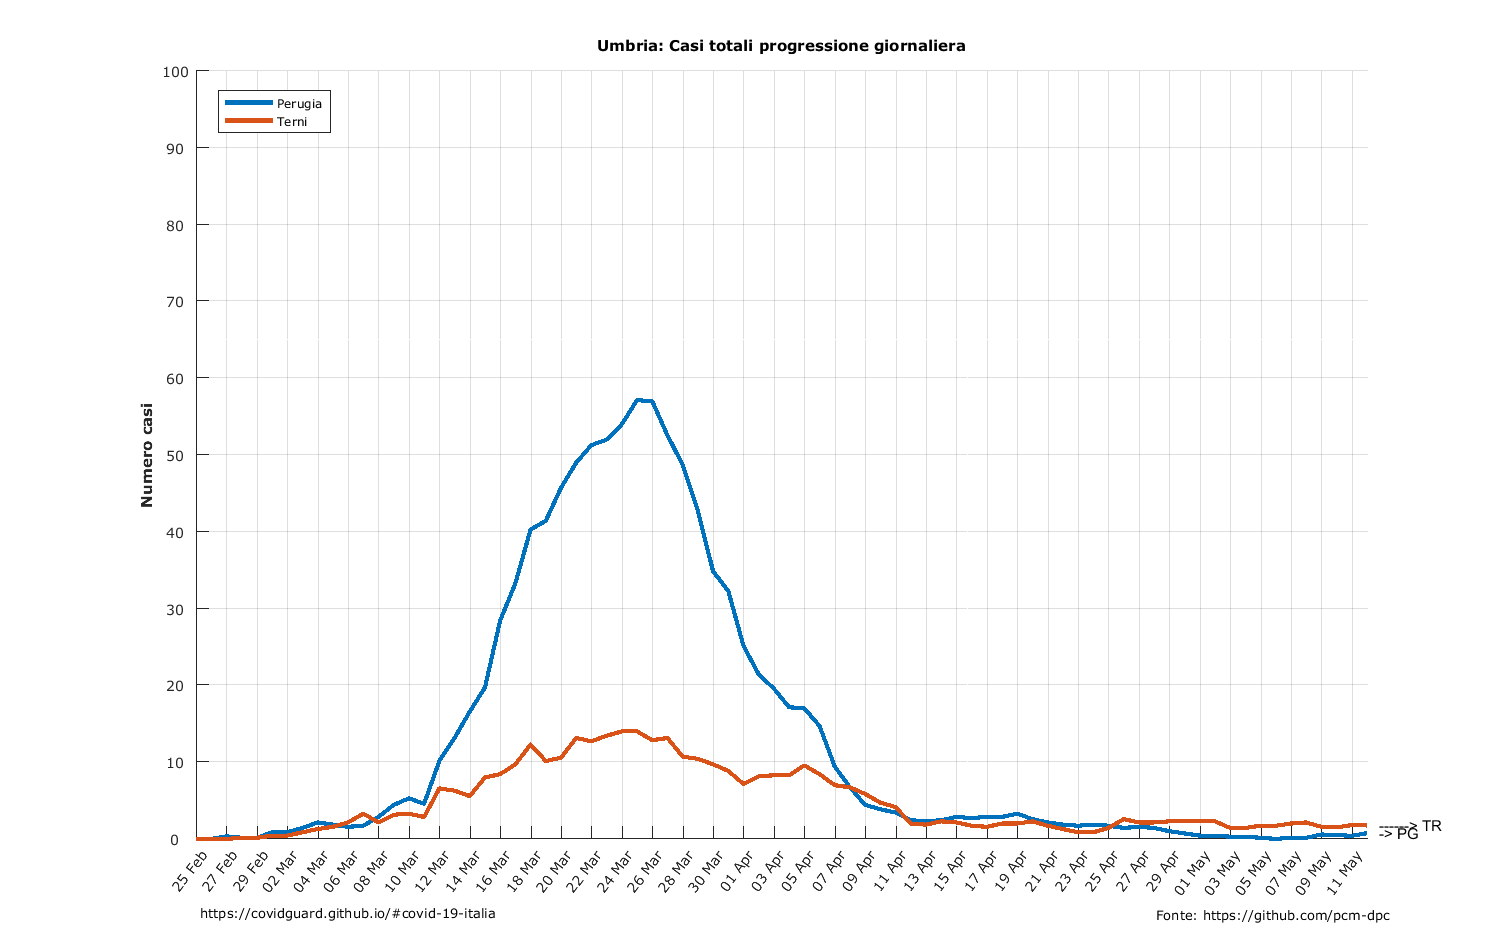 Umbria: Casi totali progressione giornaliera
100
90
80
70
60
50
40
30
20
10
0
Numero casi
Perugia
Terni
------> TR
-> PG
25 Feb
27 Feb
29 Feb
02 Mar
04 Mar
06 Mar
08 Mar
10 Mar
12 Mar
14 Mar
16 Mar
18 Mar
20 Mar
22 Mar
24 Mar
26 Mar
28 Mar
30 Mar
01 Apr
03 Apr
05 Apr
07 Apr
09 Apr
11 Apr
13 Apr
15 Apr
17 Apr
19 Apr
21 Apr
23 Apr
25 Apr
27 Apr
29 Apr
01 May
03 May
05 May
07 May
09 May
11 May
https://covidguard.github.io/#covid-19-italia
Fonte: https://github.com/pcm-dpc